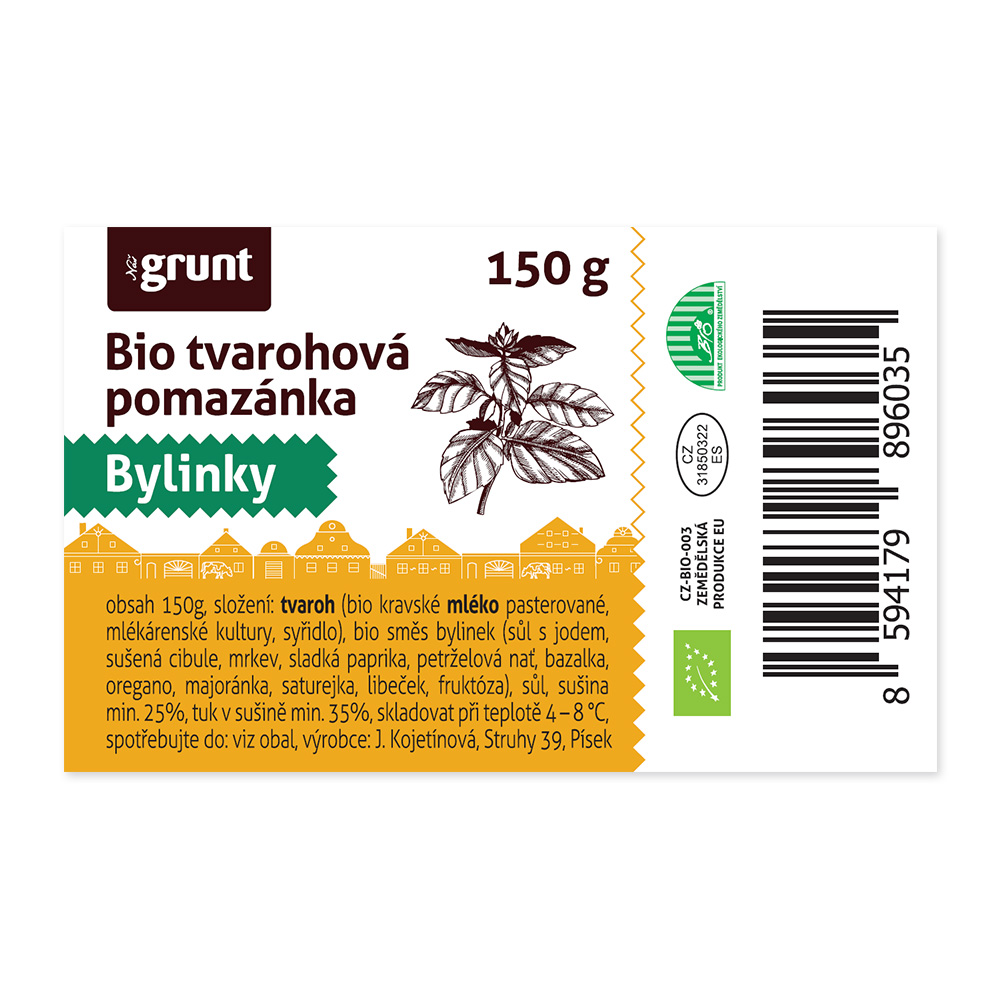 Náš grunt
150 g
Bio tvarohová
pomazánka
Bylinky
obsah 150g, složení: tvaroh (bio kravské mléko pasterované,
mlékárenské kultury, syřidlo), bio směs bylinek (sůl s jodem,
sušená cibule, mrkev, sladká paprika, petrželová nať, bazalka,
oregano, majoránka, saturejka, libeček, fruktóza), sůl, sušina
min. 25%, tuk v sušině min. 35%, skladovat při teplotě 4 – 8 °C,
spotřebujte do: viz obal, výrobce: J. Kojetínová, Struhy 39, Písek
BIO
PRODUKT EKOLOGICKÉHO ZEMĚDĚLSTVÍ
CZ
31850322
ES
CZ-BIO-003
ZEMĚDĚLSKÁ
PRODUKCE EU
8 594179 896035